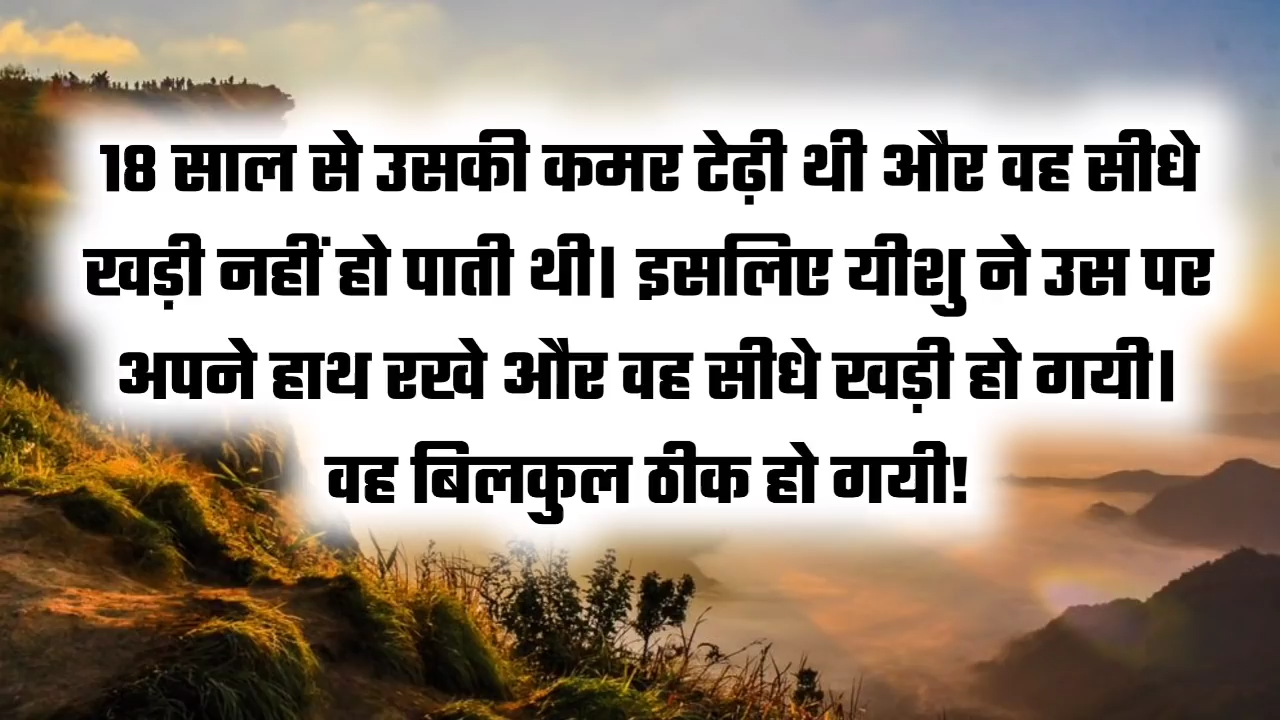 18 साल से उसकी कमर टेढ़ी थी और वह सीधे
खड़ी नहीं हो पाती थी। इसलिए यीशु ने उस पर
अपने हाथ रखे और वह सीधे खड़ी हो गयी।
वह बिलकुल ठीक हो गयी!